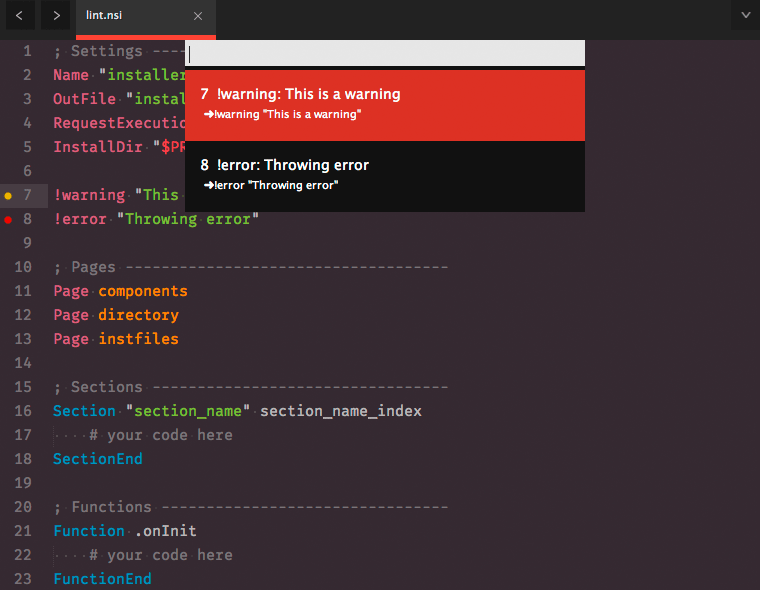 lint.nsi
1 ; Settings ----
2 Name "installer
3 OutFile "instal
4 RequestExecutio
5 InstallDir "$PR
6
7 !warning "This
8 !error "Throwing error"
9
10 ; Pages ------------------------------------
11 Page components
12 Page directory
13 Page instfiles
14
15 ; Sections ---------------------------------
16 Section "section_name" section_name_index
17 ····# your code here
18 SectionEnd
19
20 ; Functions --------------------------------
21 Function .onInit
22 ····# your code here
23 FunctionEnd
7 !warning: This is a warning
➜!warning "This is a warning"
8 !error: Throwing error
➜!error "Throwing error"